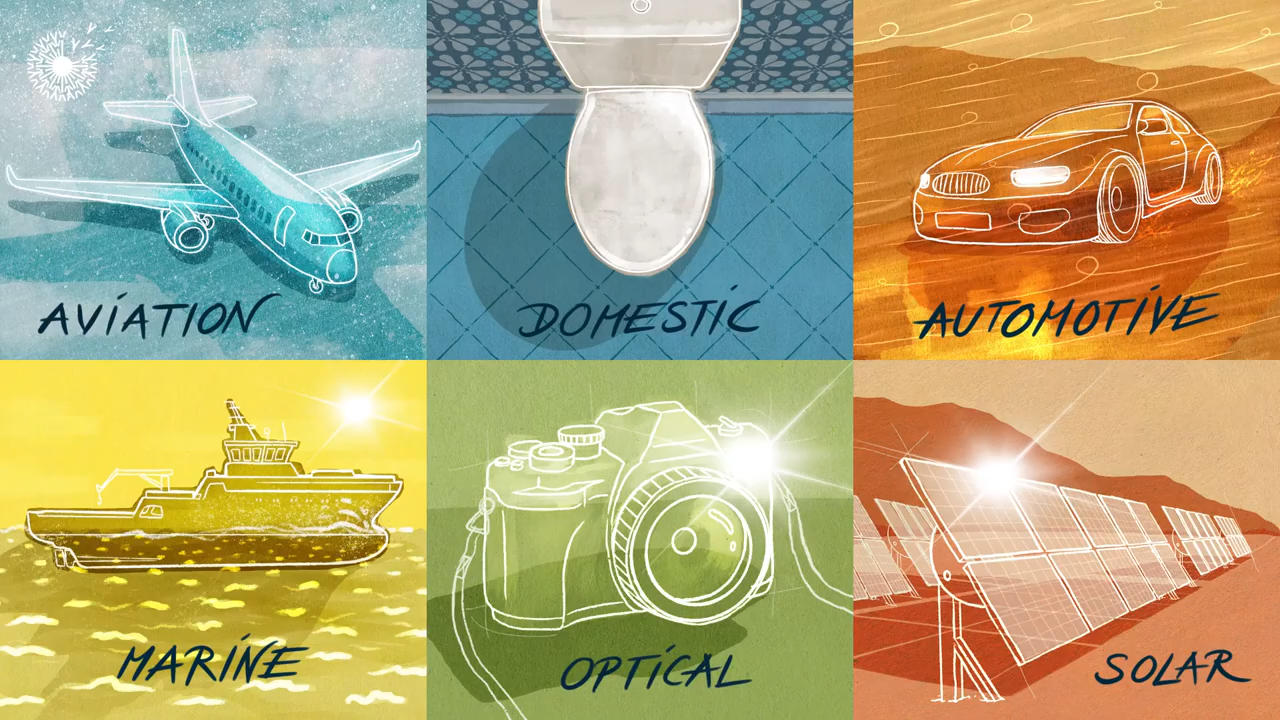 AVIATION
DOMESTIC
AUTOMOTIVE
MARINE
OPTICAL
SOLAR